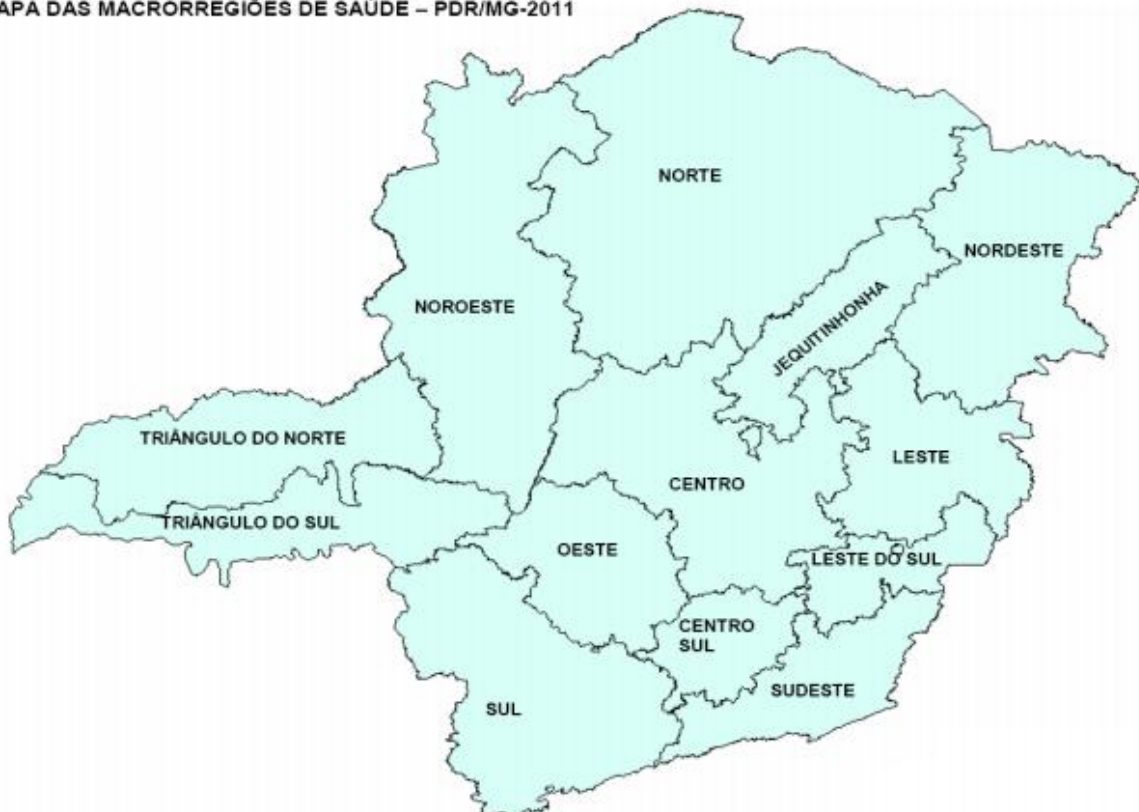 APA DAS MACRORREGIÕES DE SAÚDE – PDR/MG-2011
NORTE
NORDESTE
NOROESTE
JEQUITINHONHA
TRIÂNGULO DO NORTE
LESTE
CENTRO
TRIÂNGULO DO SUL
OESTE
LESTE DO SUL
CENTRO
SUL
SUDESTE
SUL